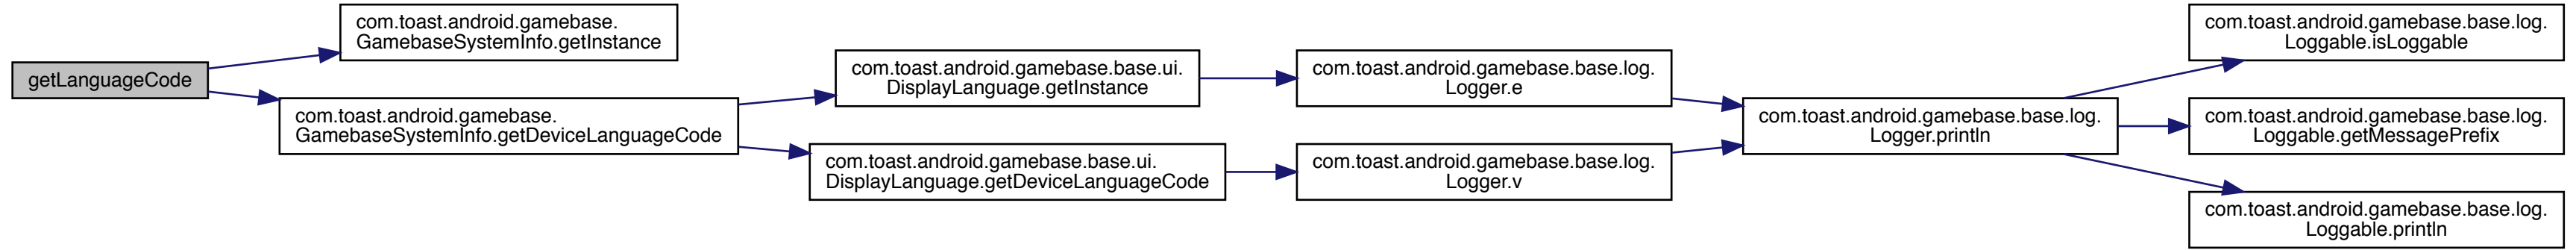 getLanguageCode
com.toast.android.gamebase.
GamebaseSystemInfo.getInstance
com.toast.android.gamebase.
GamebaseSystemInfo.getDeviceLanguageCode
com.toast.android.gamebase.base.ui.
DisplayLanguage.getInstance
com.toast.android.gamebase.base.ui.
DisplayLanguage.getDeviceLanguageCode
com.toast.android.gamebase.base.log.
Logger.e
com.toast.android.gamebase.base.log.
Logger.v
com.toast.android.gamebase.base.log.
Logger.println
com.toast.android.gamebase.base.log.
Loggable.isLoggable
com.toast.android.gamebase.base.log.
Loggable.getMessagePrefix
com.toast.android.gamebase.base.log.
Loggable.println